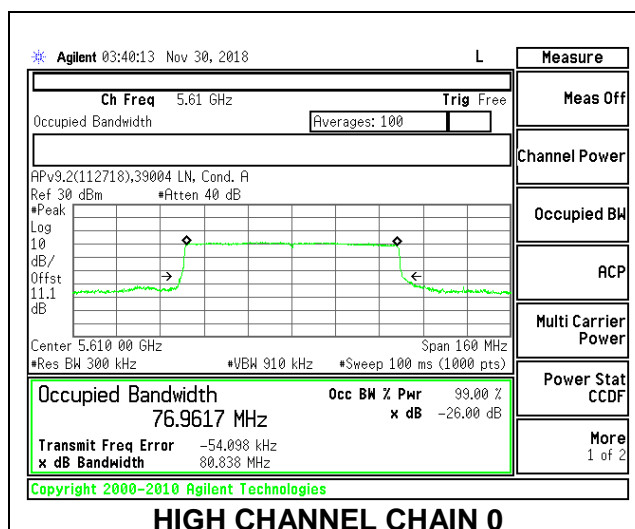 Agilent 03:40:13 Nov 30, 2018 L
Measure
Ch Freq 5.61 GHz Trig Free
Occupied Bandwidth Averages: 100
APv9.2(112718),39004 LN, Cond. A
Ref 30 dBm #Atten 40 dB
#Peak
Log
10
dB/
Offst
11.1
dB
Center 5.610 00 GHz Span 160 MHz
#Res BW 300 kHz #VBW 910 kHz #Sweep 100 ms (1000 pts)
Occupied Bandwidth
76.9617 MHz
Occ BW % Pwr 99.00 %
x dB -26.00 dB
Transmit Freq Error -54.098 kHz
x dB Bandwidth 80.838 MHz
Copyright 2000-2010 Agilent Technologies
Meas Off
Channel Power
Occupied BW
ACP
Multi Carrier
Power
Power Stat
CCDF
More
1 of 2
HIGH CHANNEL CHAIN 0